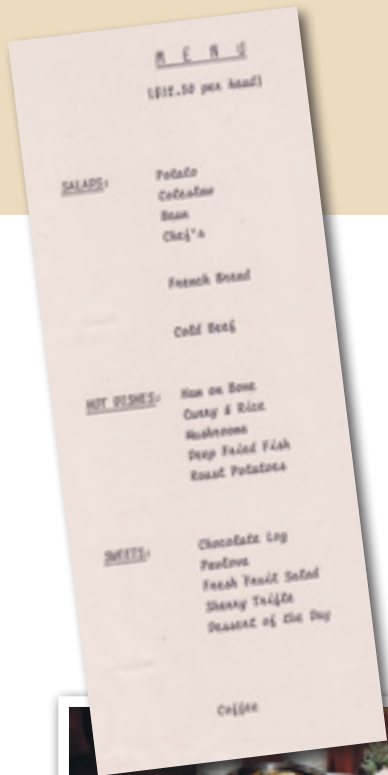 MENU
($12.50 per head)
SALADS: Potato
Coleslaw
Bean
Chef's
French Bread
Cold Beef
HOT DISHES: Ham on Bone
Curry & Rice
Mushrooms
Deep Fried Fish
Roast Potatoes
SWEETS: Chocolate Log
Pavlova
Fresh Fruit Salad
Sherry Trifle
Dessert of the Day
Coffee